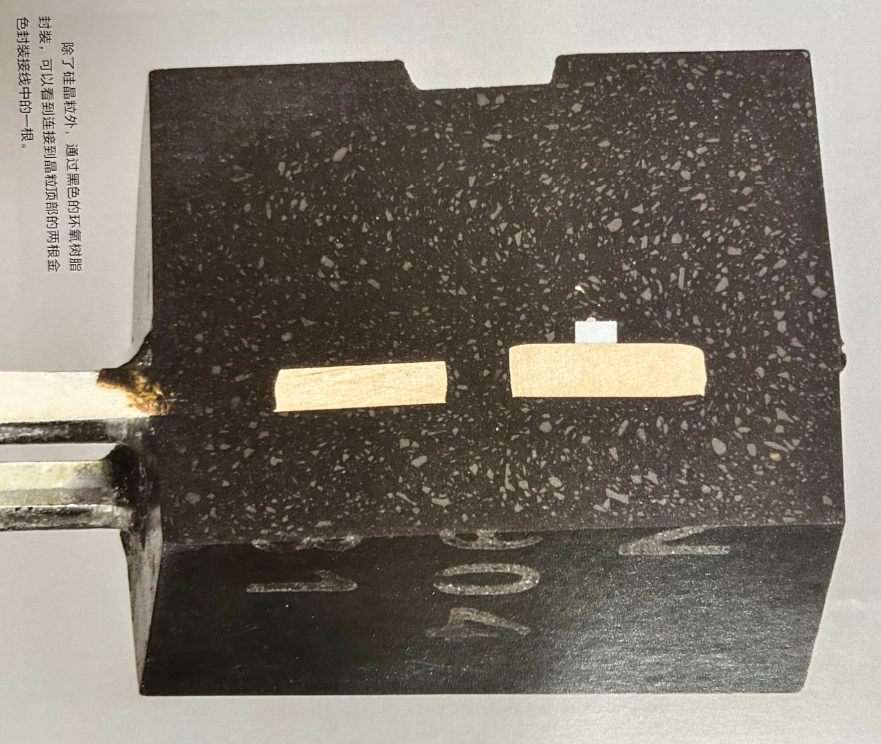 除了硅晶粒外，通过黑色的环氧树脂
封装，可以看到连接到晶粒顶部的两根金
色封装接线中的一根。
N
904
1